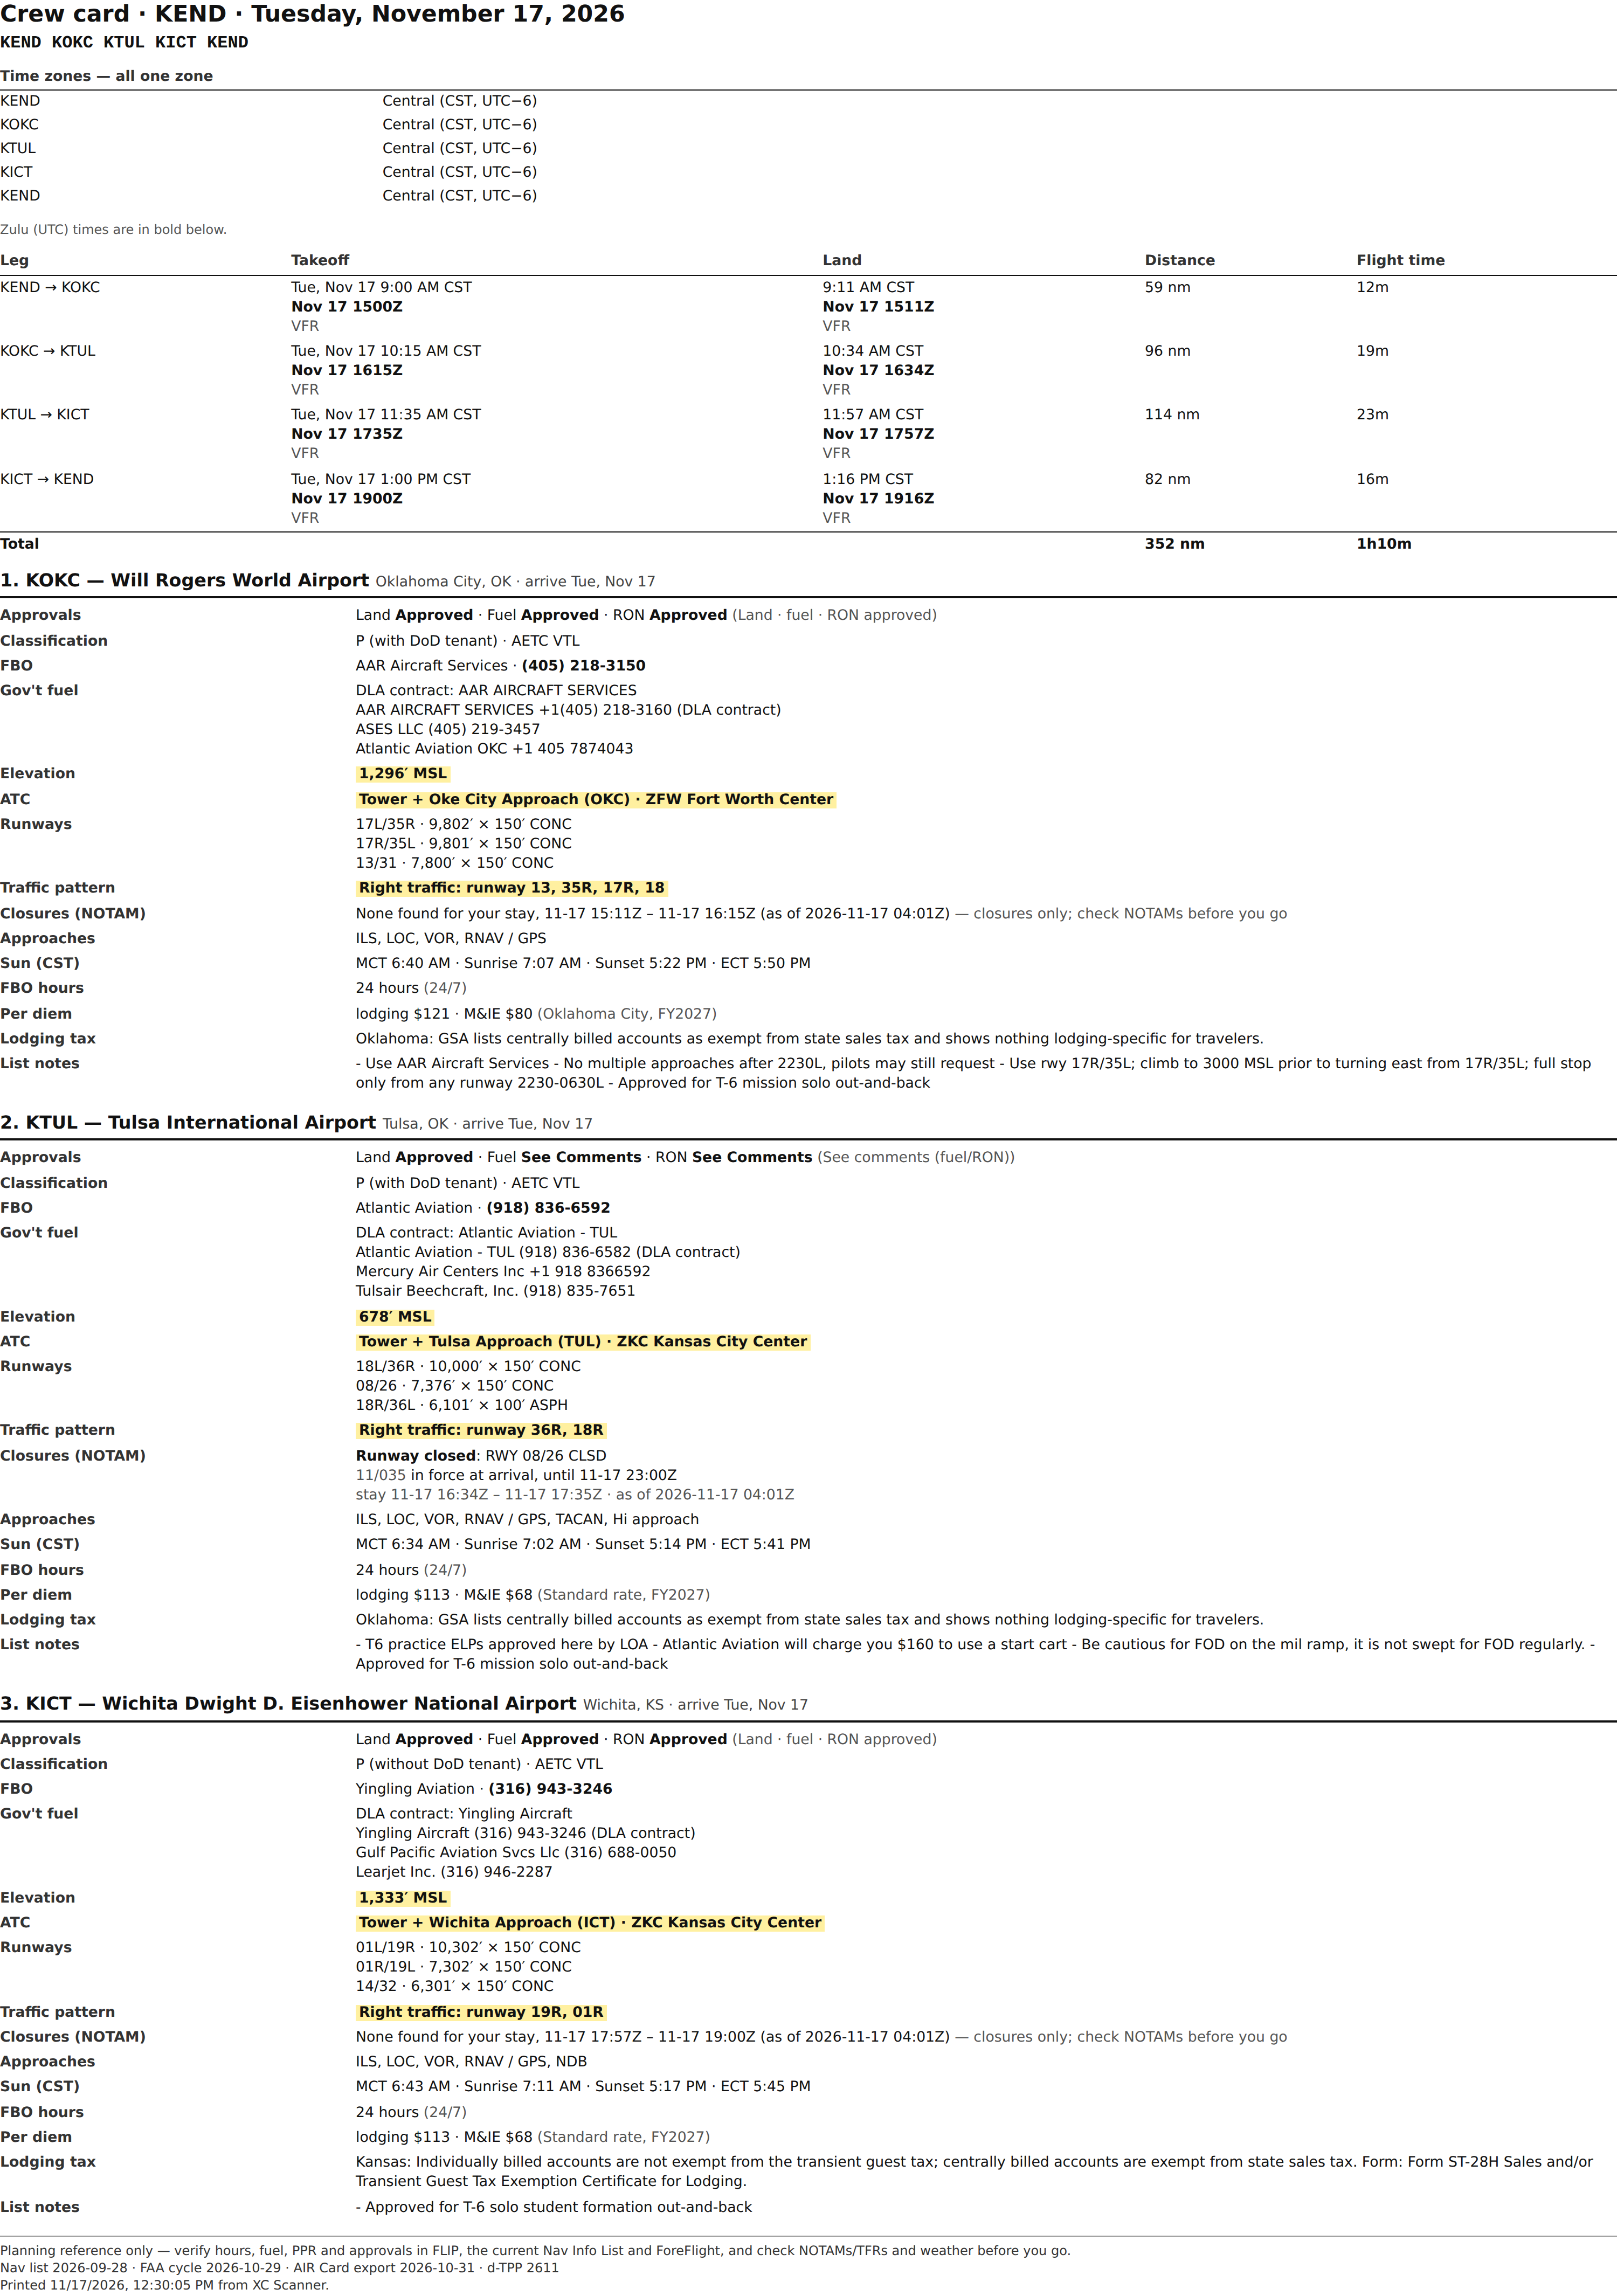 Crew card · KEND · Tuesday, November 17, 2026
KEND KOKC KTUL KICT KEND
Time zones — all one zone
KEND Central (CST, UTC−6)
KOKC Central (CST, UTC−6)
KTUL Central (CST, UTC−6)
KICT Central (CST, UTC−6)
KEND Central (CST, UTC−6)
Zulu (UTC) times are in bold below.
Leg Takeoff Land Distance Flight time
KEND → KOKC Tue, Nov 17 9:00 AM CST 9:11 AM CST 59 nm 12m
Nov 17 1500Z Nov 17 1511Z
VFR VFR
KOKC → KTUL Tue, Nov 17 10:15 AM CST 10:34 AM CST 96 nm 19m
Nov 17 1615Z Nov 17 1634Z
VFR VFR
KTUL → KICT Tue, Nov 17 11:35 AM CST 11:57 AM CST 114 nm 23m
Nov 17 1735Z Nov 17 1757Z
VFR VFR
KICT → KEND Tue, Nov 17 1:00 PM CST 1:16 PM CST 82 nm 16m
Nov 17 1900Z Nov 17 1916Z
VFR VFR
Total 352 nm 1h10m
1. KOKC — Will Rogers World Airport Oklahoma City, OK · arrive Tue, Nov 17
Approvals Land Approved · Fuel Approved · RON Approved (Land · fuel · RON approved)
Classification P (with DoD tenant) · AETC VTL
FBO AAR Aircraft Services · (405) 218-3150
Gov't fuel DLA contract: AAR AIRCRAFT SERVICES
AAR AIRCRAFT SERVICES +1(405) 218-3160 (DLA contract)
ASES LLC (405) 219-3457
Atlantic Aviation OKC +1 405 7874043
Elevation 1,296′ MSL
ATC Tower + Oke City Approach (OKC) · ZFW Fort Worth Center
Runways 17L/35R · 9,802′ × 150′ CONC
17R/35L · 9,801′ × 150′ CONC
13/31 · 7,800′ × 150′ CONC
Traffic pattern Right traffic: runway 13, 35R, 17R, 18
Closures (NOTAM) None found for your stay, 11-17 15:11Z – 11-17 16:15Z (as of 2026-11-17 04:01Z) — closures only; check NOTAMs before you go
Approaches ILS, LOC, VOR, RNAV / GPS
Sun (CST) MCT 6:40 AM · Sunrise 7:07 AM · Sunset 5:22 PM · ECT 5:50 PM
FBO hours 24 hours (24/7)
Per diem lodging $121 · M&IE $80 (Oklahoma City, FY2027)
Lodging tax Oklahoma: GSA lists centrally billed accounts as exempt from state sales tax and shows nothing lodging-specific for travelers.
List notes - Use AAR Aircraft Services - No multiple approaches after 2230L, pilots may still request - Use rwy 17R/35L; climb to 3000 MSL prior to turning east from 17R/35L; full stop
only from any runway 2230-0630L - Approved for T-6 mission solo out-and-back
2. KTUL — Tulsa International Airport Tulsa, OK · arrive Tue, Nov 17
Approvals Land Approved · Fuel See Comments · RON See Comments (See comments (fuel/RON))
Classification P (with DoD tenant) · AETC VTL
FBO Atlantic Aviation · (918) 836-6592
Gov't fuel DLA contract: Atlantic Aviation - TUL
Atlantic Aviation - TUL (918) 836-6582 (DLA contract)
Mercury Air Centers Inc +1 918 8366592
Tulsair Beechcraft, Inc. (918) 835-7651
Elevation 678′ MSL
ATC Tower + Tulsa Approach (TUL) · ZKC Kansas City Center
Runways 18L/36R · 10,000′ × 150′ CONC
08/26 · 7,376′ × 150′ CONC
18R/36L · 6,101′ × 100′ ASPH
Traffic pattern Right traffic: runway 36R, 18R
Closures (NOTAM) Runway closed: RWY 08/26 CLSD
11/035 in force at arrival, until 11-17 23:00Z
stay 11-17 16:34Z – 11-17 17:35Z · as of 2026-11-17 04:01Z
Approaches ILS, LOC, VOR, RNAV / GPS, TACAN, Hi approach
Sun (CST) MCT 6:34 AM · Sunrise 7:02 AM · Sunset 5:14 PM · ECT 5:41 PM
FBO hours 24 hours (24/7)
Per diem lodging $113 · M&IE $68 (Standard rate, FY2027)
Lodging tax Oklahoma: GSA lists centrally billed accounts as exempt from state sales tax and shows nothing lodging-specific for travelers.
List notes - T6 practice ELPs approved here by LOA - Atlantic Aviation will charge you $160 to use a start cart - Be cautious for FOD on the mil ramp, it is not swept for FOD regularly. -
Approved for T-6 mission solo out-and-back
3. KICT — Wichita Dwight D. Eisenhower National Airport Wichita, KS · arrive Tue, Nov 17
Approvals Land Approved · Fuel Approved · RON Approved (Land · fuel · RON approved)
Classification P (without DoD tenant) · AETC VTL
FBO Yingling Aviation · (316) 943-3246
Gov't fuel DLA contract: Yingling Aircraft
Yingling Aircraft (316) 943-3246 (DLA contract)
Gulf Pacific Aviation Svcs Llc (316) 688-0050
Learjet Inc. (316) 946-2287
Elevation 1,333′ MSL
ATC Tower + Wichita Approach (ICT) · ZKC Kansas City Center
Runways 01L/19R · 10,302′ × 150′ CONC
01R/19L · 7,302′ × 150′ CONC
14/32 · 6,301′ × 150′ CONC
Traffic pattern Right traffic: runway 19R, 01R
Closures (NOTAM) None found for your stay, 11-17 17:57Z – 11-17 19:00Z (as of 2026-11-17 04:01Z) — closures only; check NOTAMs before you go
Approaches ILS, LOC, VOR, RNAV / GPS, NDB
Sun (CST) MCT 6:43 AM · Sunrise 7:11 AM · Sunset 5:17 PM · ECT 5:45 PM
FBO hours 24 hours (24/7)
Per diem lodging $113 · M&IE $68 (Standard rate, FY2027)
Lodging tax Kansas: Individually billed accounts are not exempt from the transient guest tax; centrally billed accounts are exempt from state sales tax. Form: Form ST-28H Sales and/or
Transient Guest Tax Exemption Certificate for Lodging.
List notes - Approved for T-6 solo student formation out-and-back
Planning reference only — verify hours, fuel, PPR and approvals in FLIP, the current Nav Info List and ForeFlight, and check NOTAMs/TFRs and weather before you go.
Nav list 2026-09-28 · FAA cycle 2026-10-29 · AIR Card export 2026-10-31 · d-TPP 2611
Printed 11/17/2026, 12:30:05 PM from XC Scanner.